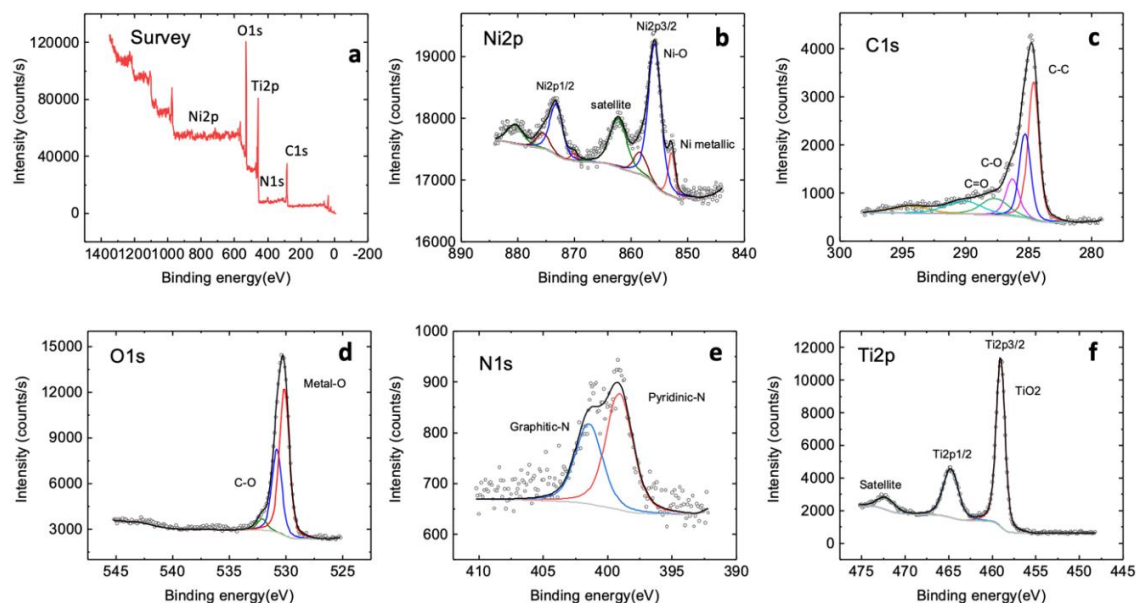 Survey
a
O1s
Ti2p
Ni2p
N1s
C1s
120000
80000
40000
0
Intensity (counts/s)
1400 1200 1000 800 600 400 200 0 -200
Binding energy(eV)
Ni2p
b
Ni2p3/2
Ni-O
Ni2p1/2
satellite
Ni metallic
19000
18000
17000
16000
Intensity (counts/s)
890 880 870 860 850 840
Binding energy(eV)
C1s
c
C-C
C-O
C=O
4000
3000
2000
1000
0
Intensity (counts/s)
300 295 290 285 280
Binding energy(eV)
O1s
d
Metal-O
C-O
15000
12000
9000
6000
3000
Intensity (counts/s)
545 540 535 530 525
Binding energy(eV)
N1s
e
Pyridinic-N
Graphitic-N
1000
900
800
700
600
Intensity (counts/s)
410 405 400 395 390
Binding energy(eV)
Ti2p
f
Ti2p3/2
TiO2
Ti2p1/2
Satellite
12000
10000
8000
6000
4000
2000
0
Intensity (counts/s)
475 470 465 460 455 450 445
Binding energy(eV)